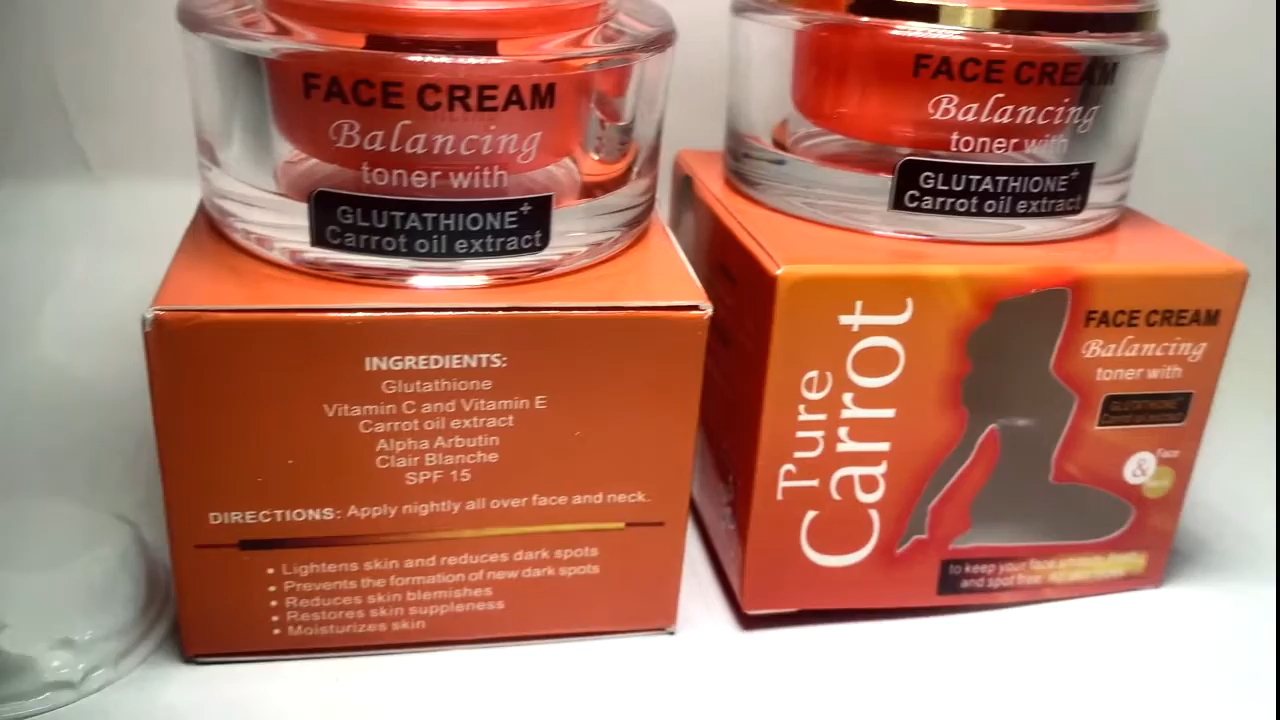 FACE CREAM
Balancing
toner with
GLUTATHIONE+
Carrot oil extract
FACE CREAM
Balancing
toner with
GLUTATHIONE+
Carrot oil extract
INGREDIENTS:
Glutathione
Vitamin C and Vitamin E
Carrot oil extract
Alpha Arbutin
Clair Blanche
SPF 15
DIRECTIONS: Apply nightly all over face and neck.
• Lightens skin and reduces dark spots
• Prevents the formation of new dark spots
• Reduces skin blemishes
• Restores skin suppleness
• Moisturizes skin
Ture
Carrot
FACE CREAM
Balancing
toner with
Face
&
to keep your face
and spot free